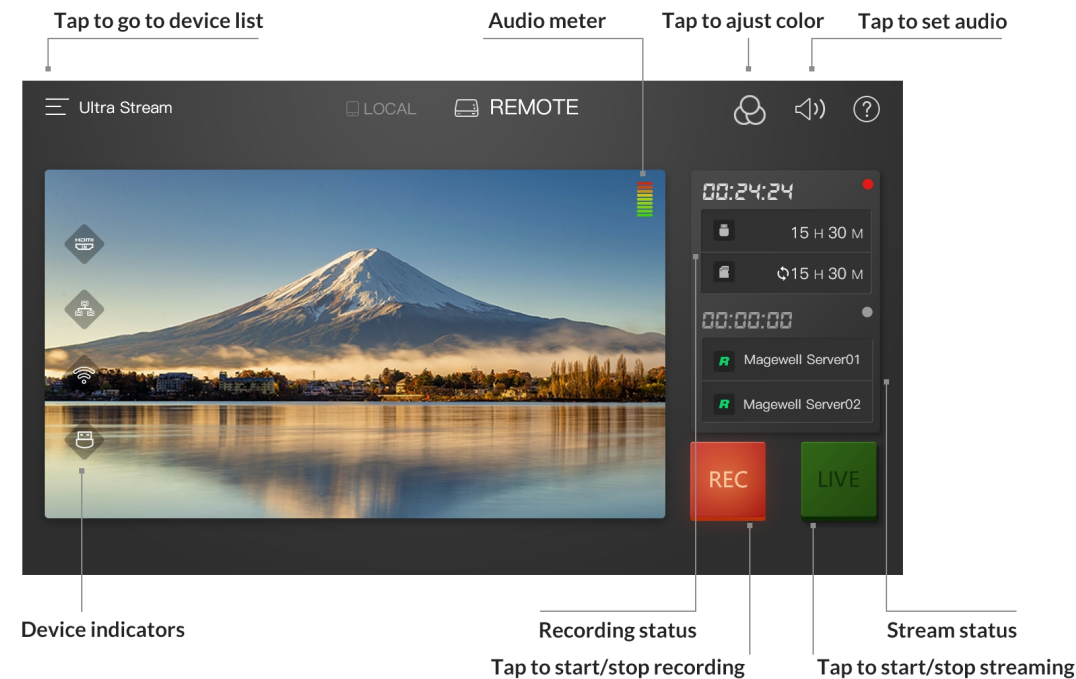 Tap to go to device list
Audio meter
Tap to ajust color
Tap to set audio
Ultra Stream
LOCAL
REMOTE
?
00:24:24
HDMI
15 H 30 M
15 H 30 M
00:00:00
R Magewell Server01
R Magewell Server02
REC
LIVE
Device indicators
Recording status
Stream status
Tap to start/stop recording
Tap to start/stop streaming